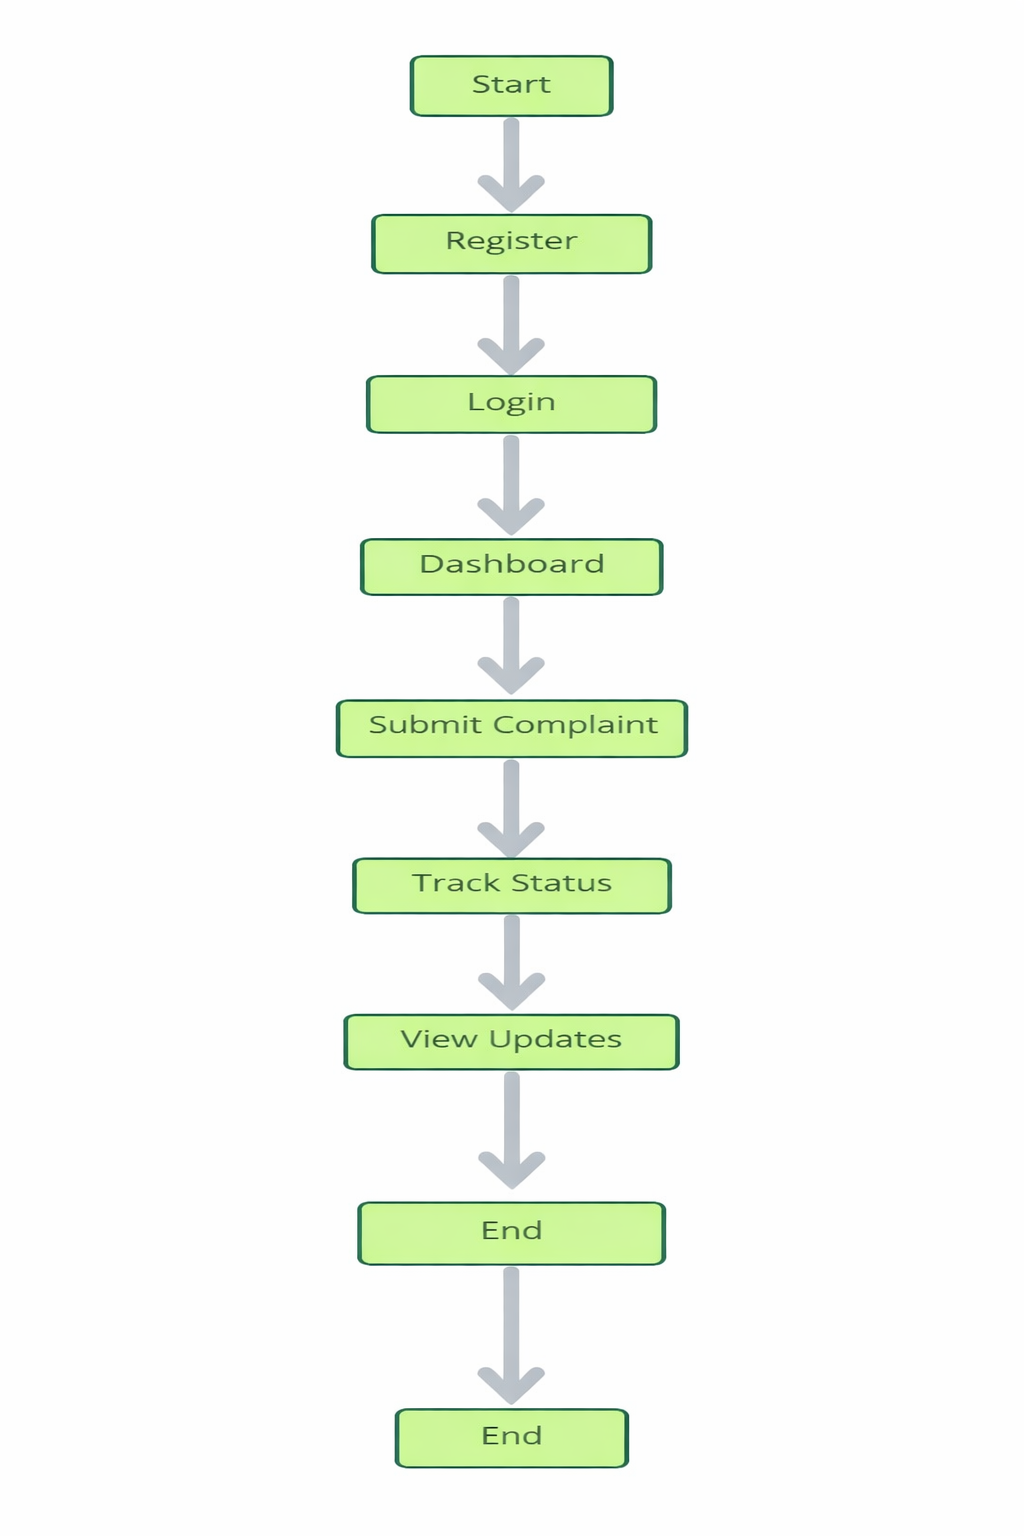 Start
Register
Login
Dashboard
Submit Complaint
Track Status
View Updates
End
End